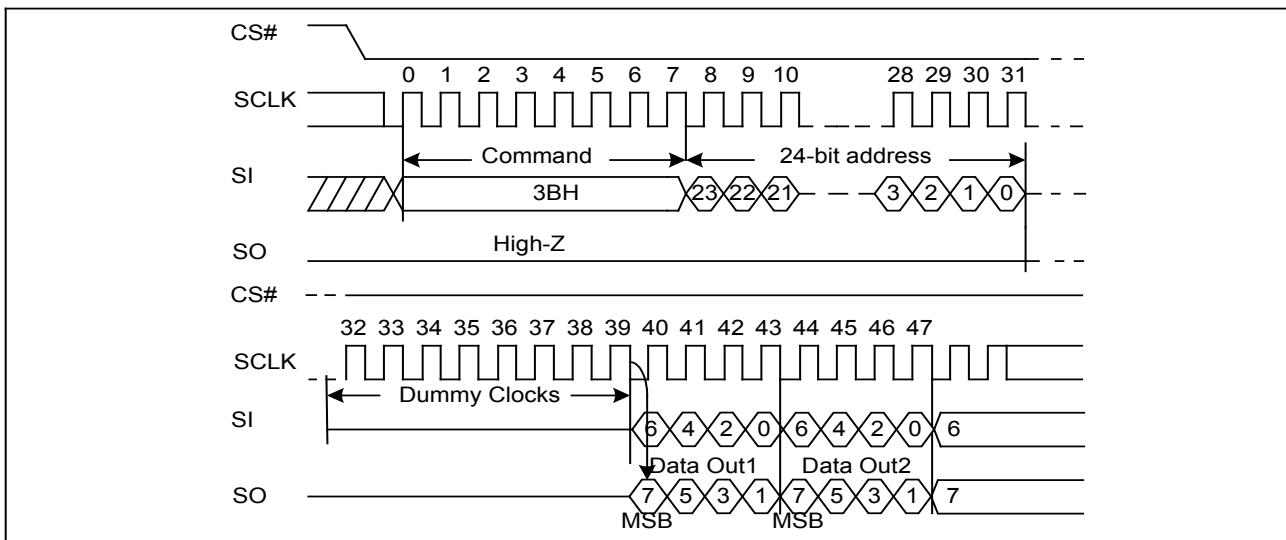 CS#
0 1 2 3 4 5 6 7 8 9 10 28 29 30 31
SCLK
Command 24-bit address
SI
3BH 23 22 21 3 2 1 0
SO High-Z
CS#
32 33 34 35 36 37 38 39 40 41 42 43 44 45 46 47
SCLK
Dummy Clocks
SI 6 4 2 0 6 4 2 0 6
Data Out1 Data Out2
SO 7 5 3 1 7 5 3 1 7
MSB MSB